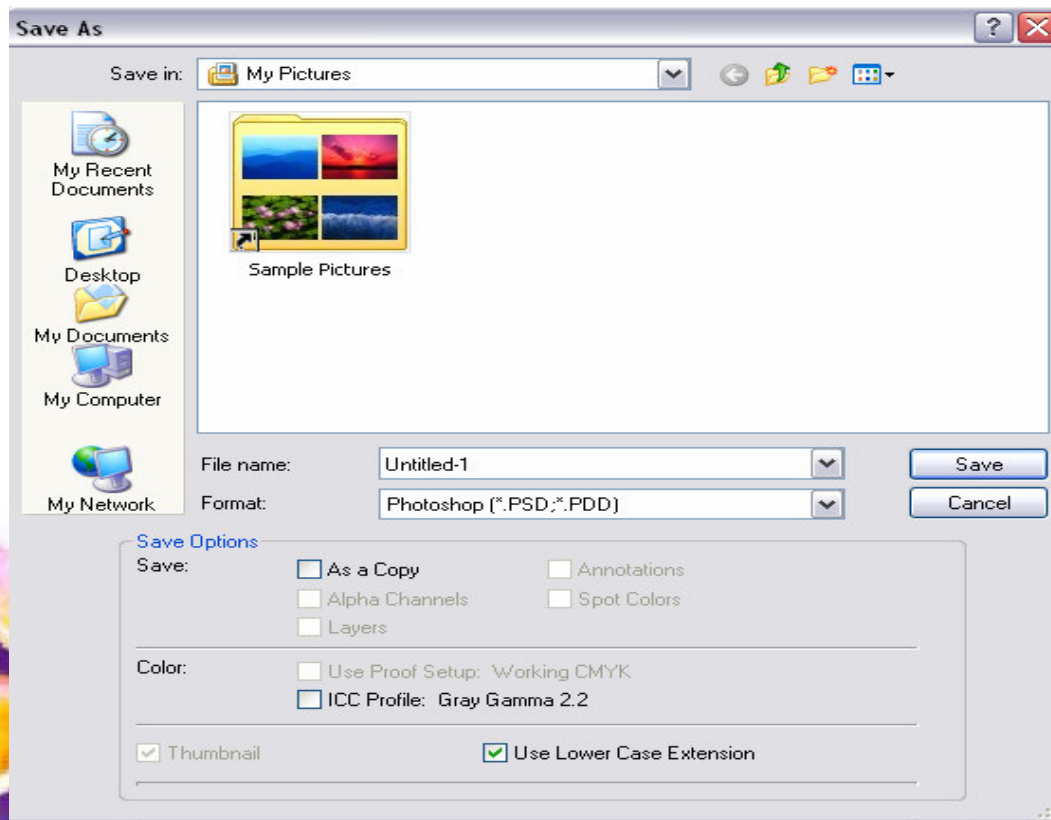 Save As
Save in: My Pictures
My Recent
Documents
Desktop
My Documents
My Computer
My Network
Sample Pictures
File name: Untitled-1 Save
Format: Photoshop (*.PSD;*.PDD) Cancel
Save Options
Save: As a Copy Annotations
Alpha Channels Spot Colors
Layers
Color: Use Proof Setup: Working CMYK
ICC Profile: Gray Gamma 2.2
Thumbnail Use Lower Case Extension